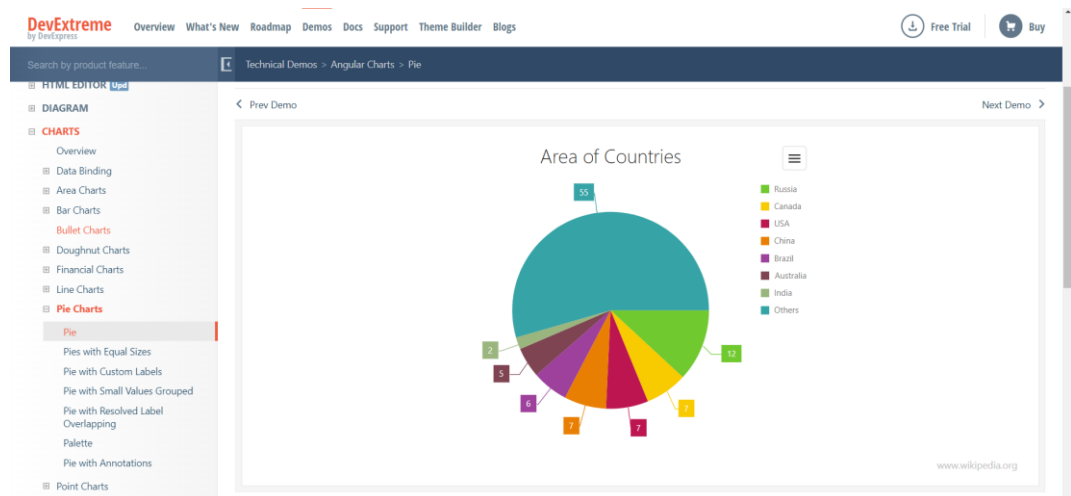 DevExtreme
by DevExpress
Overview What's New Roadmap Demos Docs Support Theme Builder Blogs
Free Trial
Buy
Search by product feature...
Technical Demos > Angular Charts > Pie
HTML EDITOR Upd
DIAGRAM
CHARTS
Overview
Data Binding
Area Charts
Bar Charts
Bullet Charts
Doughnut Charts
Financial Charts
Line Charts
Pie Charts
Pie
Pies with Equal Sizes
Pie with Custom Labels
Pie with Small Values Grouped
Pie with Resolved Label
Overlapping
Palette
Pie with Annotations
Point Charts
Prev Demo
Next Demo
Area of Countries
55
2
5
6
7
7
7
12
Russia
Canada
USA
China
Brazil
Australia
India
Others
www.wikipedia.org